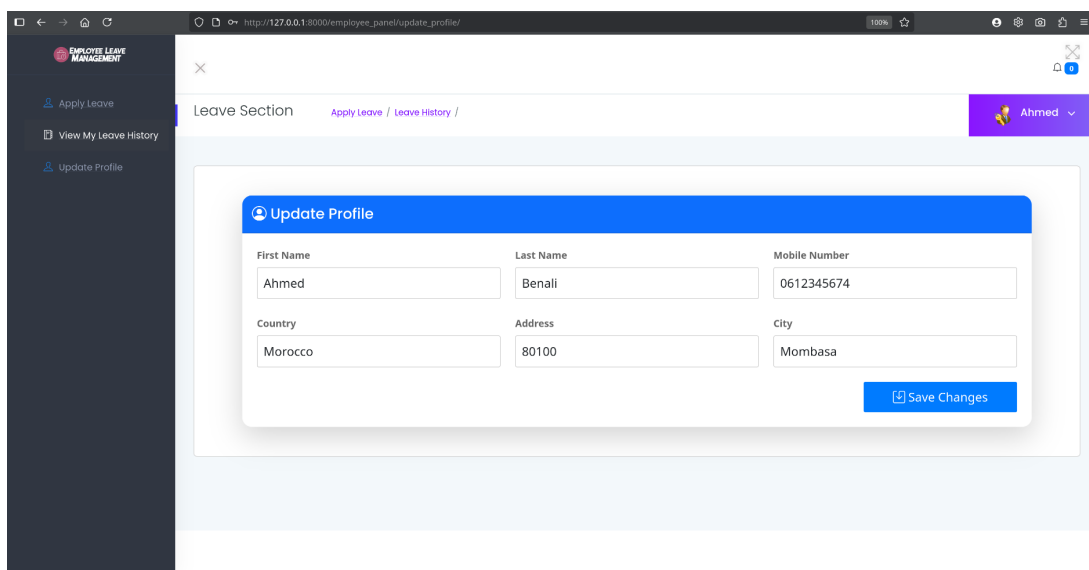 http://127.0.0.1:8000/employee_panel/update_profile/
100%
EMPLOYEE LEAVE
MANAGEMENT
0
Apply Leave
View My Leave History
Update Profile
Leave Section
Apply Leave / Leave History /
Ahmed
Update Profile
First Name
Last Name
Mobile Number
Ahmed
Benali
0612345674
Country
Address
City
Morocco
80100
Mombasa
Save Changes